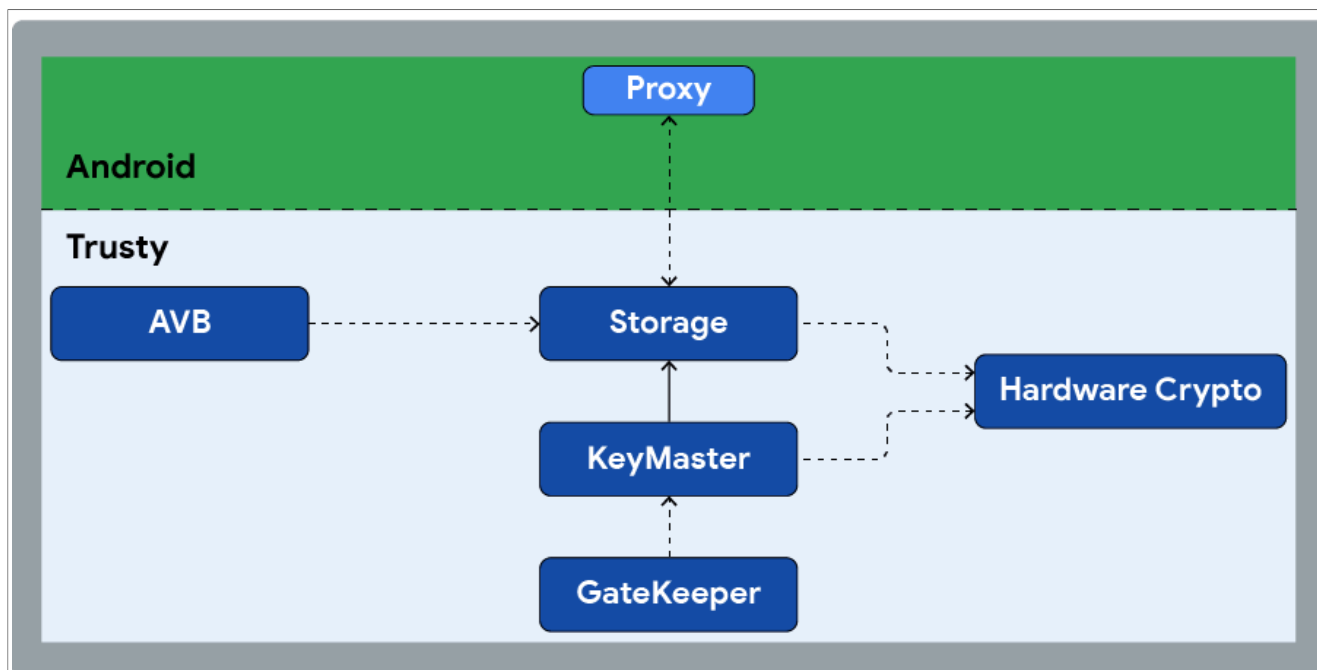 Proxy
Android
Trusty
AVB
Storage
Hardware Crypto
KeyMaster
GateKeeper